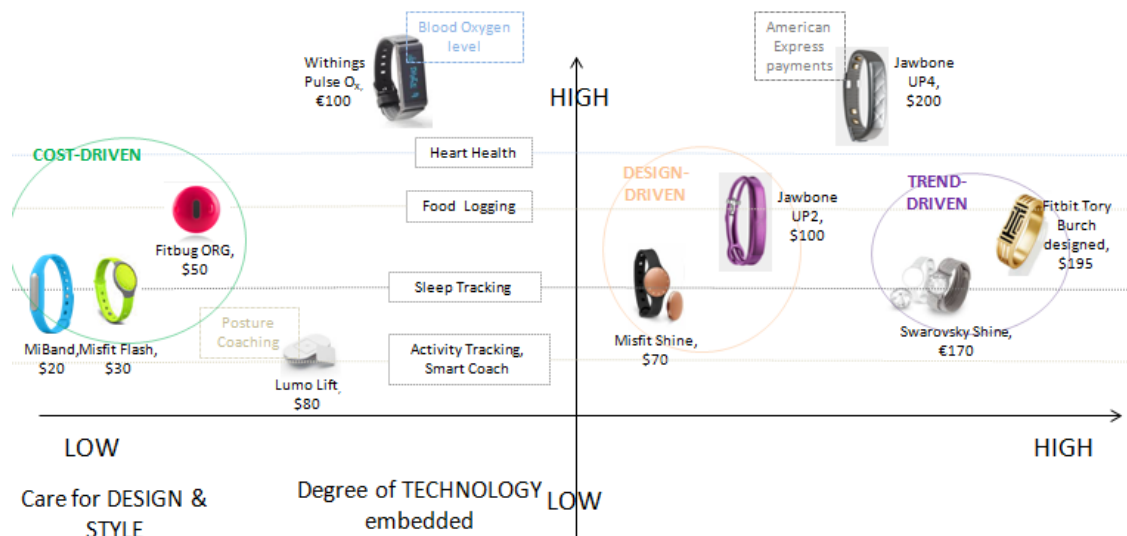 Blood Oxygen
level
American
Express
payments
Withings
Pulse Ox,
€100
HIGH
Jawbone
UP4,
$200
COST-DRIVEN
Heart Health
DESIGN-
DRIVEN
TREND-
DRIVEN
Food Logging
Jawbone
UP2,
$100
Fitbit Tory
Burch
designed,
$195
Fitbug ORG,
$50
Sleep Tracking
Posture
Coaching
MiBand,
$20
Misfit Flash,
$30
Activity Tracking,
Smart Coach
Misfit Shine,
$70
Swarovsky Shine,
€170
Lumo Lift,
$80
LOW
HIGH
Care for DESIGN &
STYLE
Degree of TECHNOLOGY
embedded
LOW